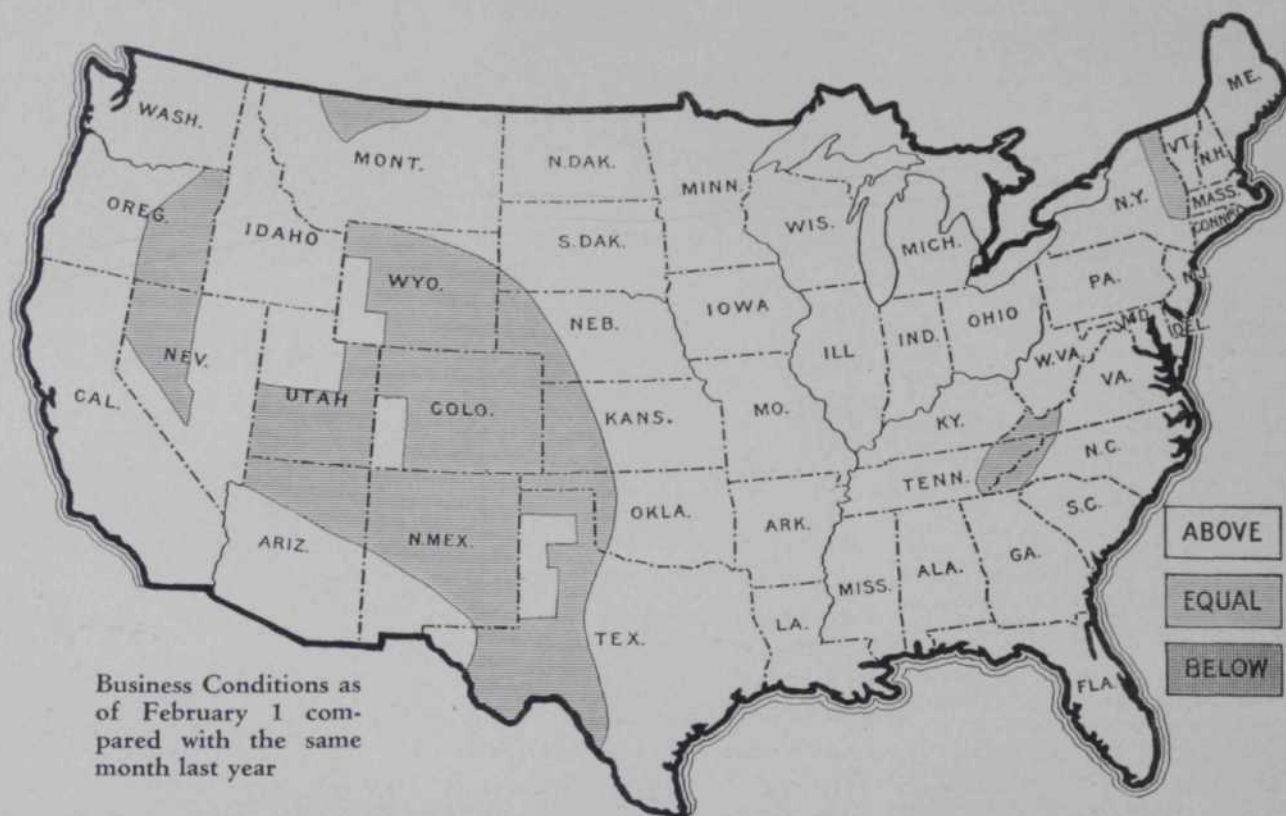 WASH.
MONT.
N.DAK.
MINN.
ME.
VT.
N.H.
MASS.
CONN.
N.Y.
OREG.
IDAHO
S.DAK.
WIS.
MICH.
WYO.
NEB.
IOWA
PA.
N.J.
OHIO
IND.
ILL
MD.
DEL.
W.VA.
VA.
NEV.
UTAH
COLO.
KANS.
MO.
KY.
CAL.
TENN.
N.C.
ARIZ.
N.MEX.
OKLA.
ARK.
S.C.
MISS.
ALA.
GA.
TEX.
LA.
FLA.
ABOVE
EQUAL
BELOW
Business Conditions as
of February 1 com-
pared with the same
month last year